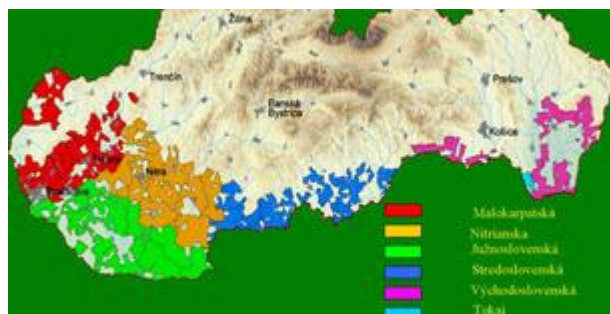 Žilina
Trenčín
Prešov
Banská
Bystrica
Košice
Nitra
Malokarpatská
Nitrianska
Južnoslovenská
Stredoslovenská
Východoslovenská
Tokaj